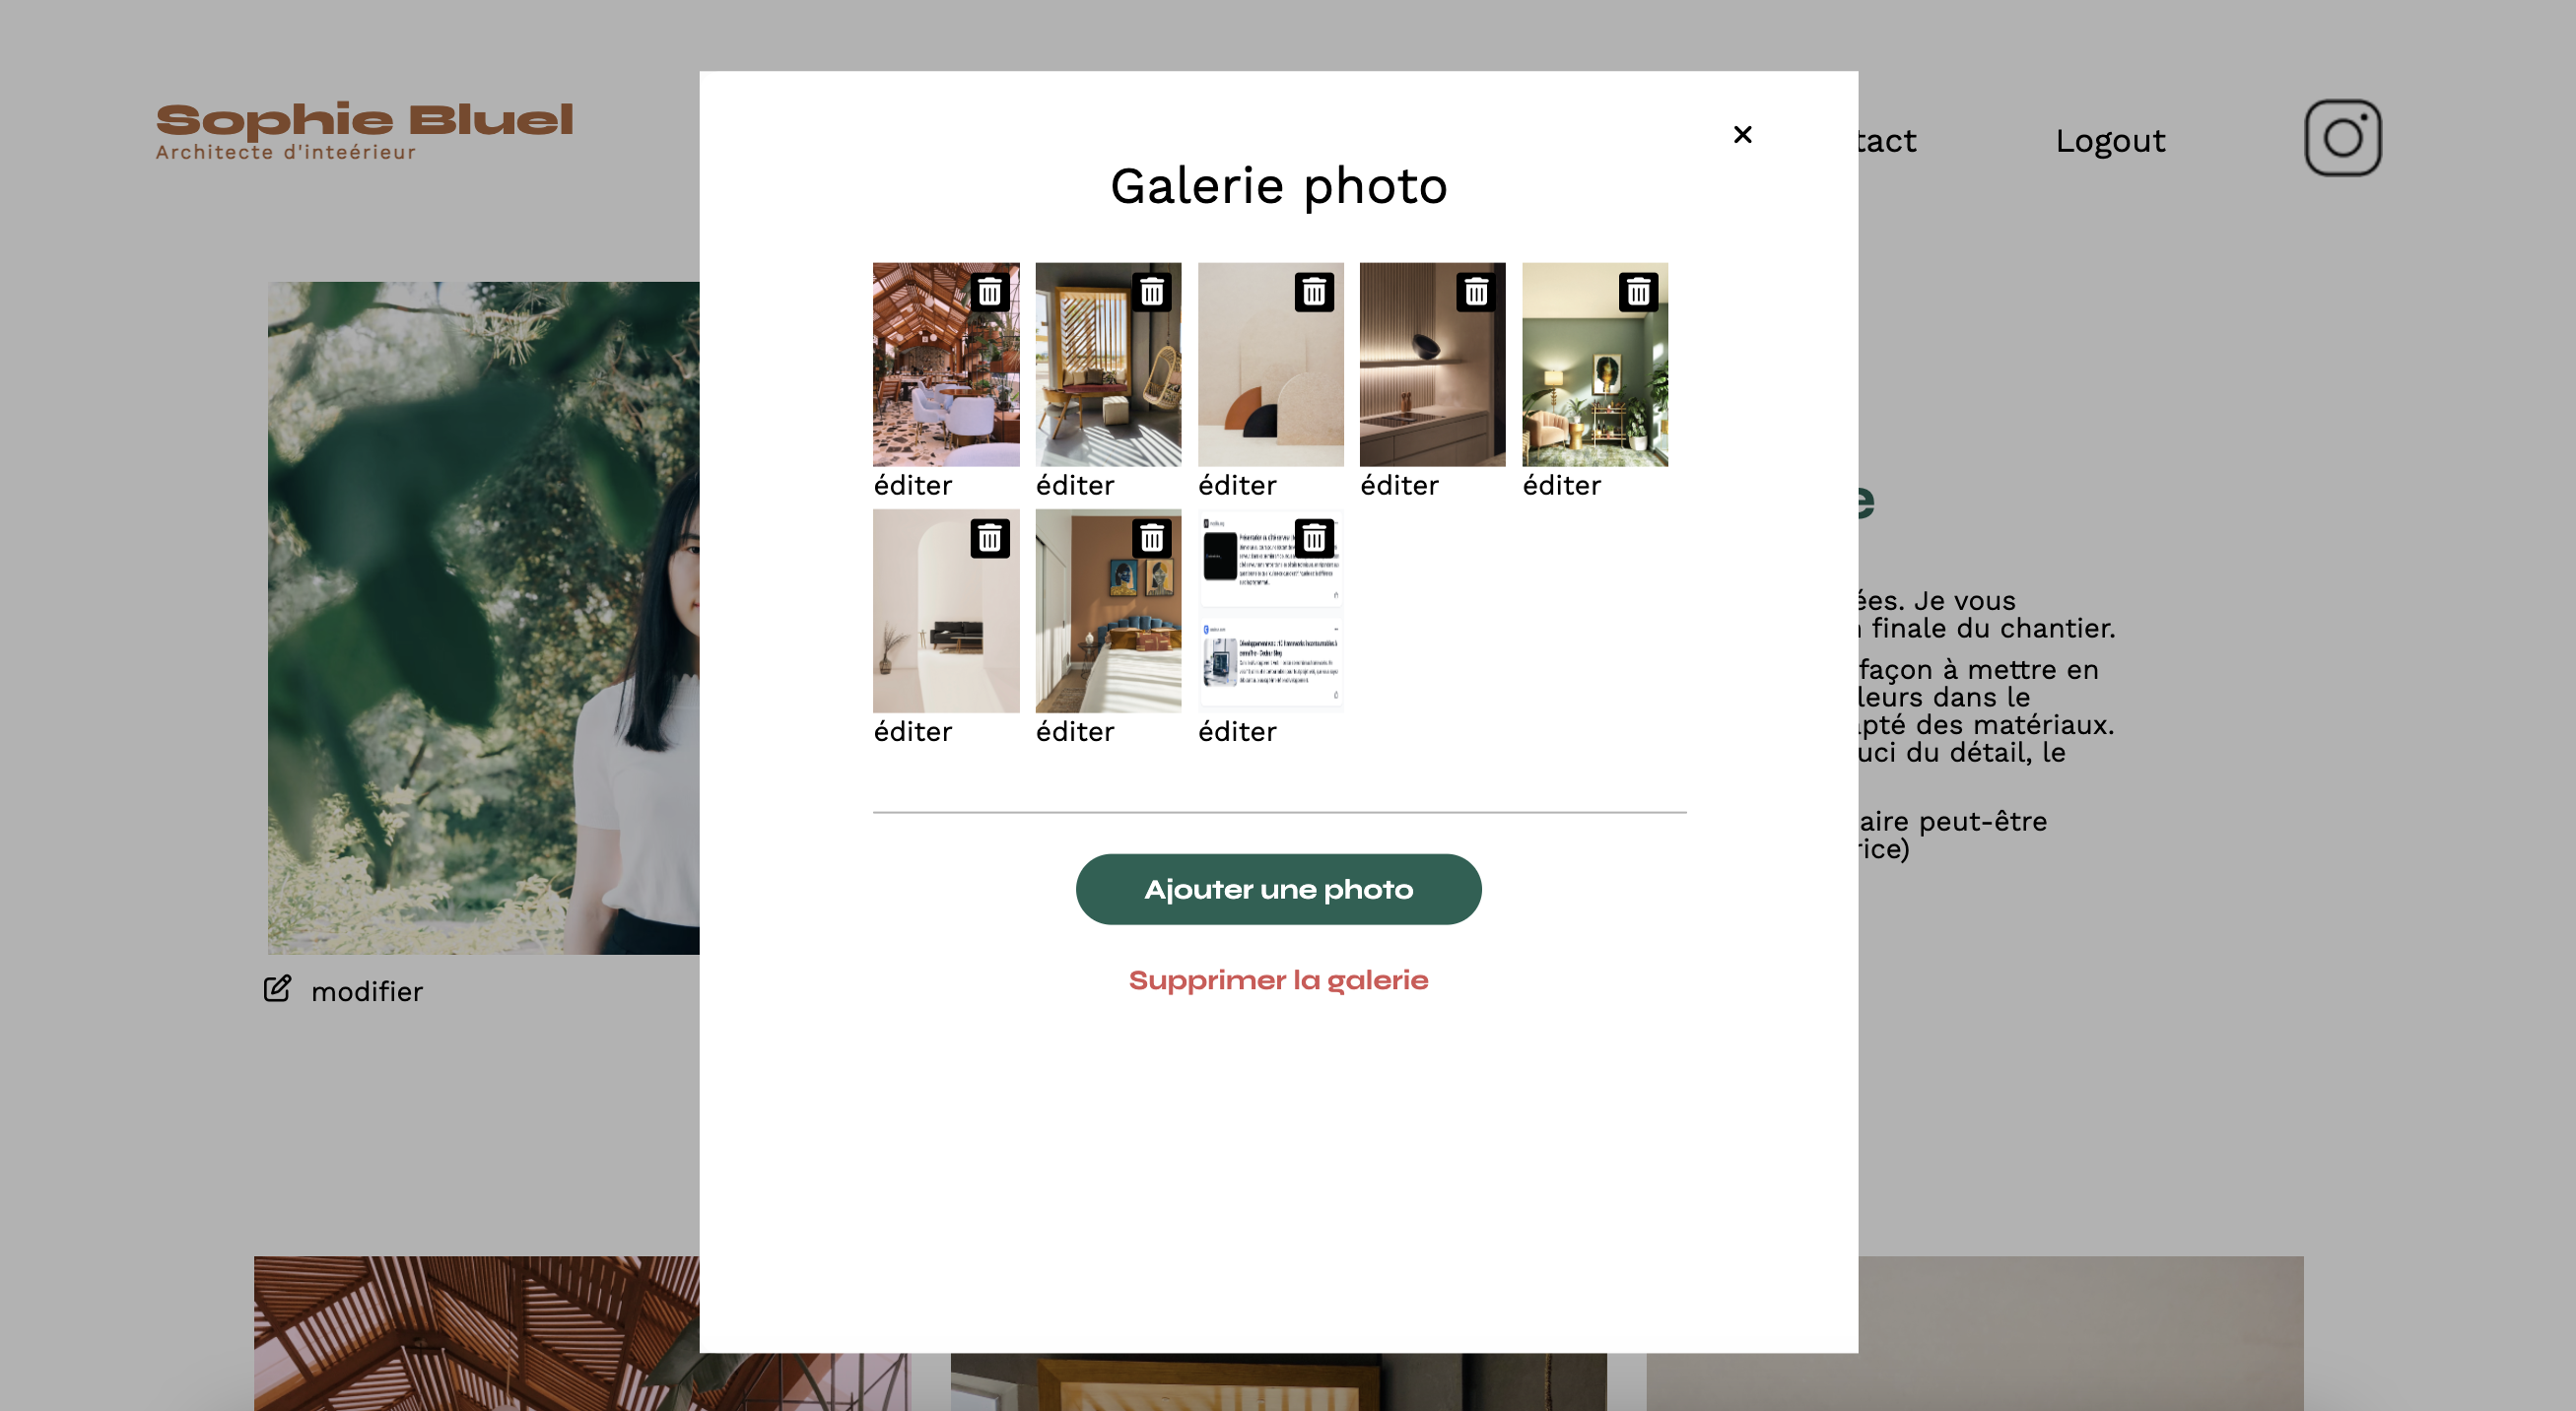 Sophie Bluel
Architecte d'inteérieur
tact
Logout
Galerie photo
éditer
éditer
éditer
éditer
éditer
éditer
éditer
éditer
Ajouter une photo
Supprimer la galerie
modifier
e
ées. Je vous
finale du chantier.
façon à mettre en
leurs dans le
pté des matériaux.
uci du détail, le
aire peut-être
rice)